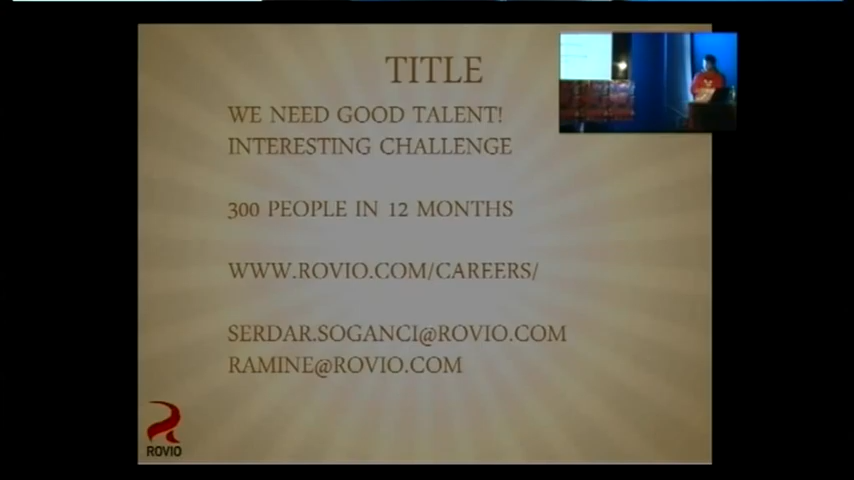 TITLE
WE NEED GOOD TALENT!
INTERESTING CHALLENGE
300 PEOPLE IN 12 MONTHS
WWW.ROVIO.COM/CAREERS/
SERDAR.SOGANCI@ROVIO.COM
RAMINE@ROVIO.COM
ROVIO